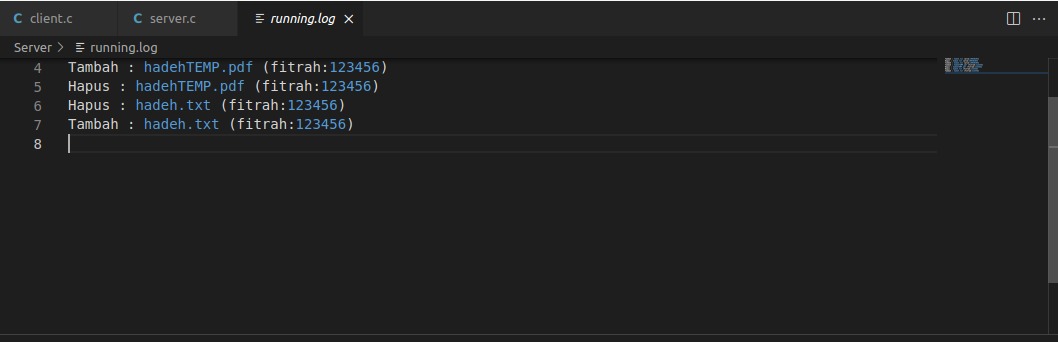 C client.c C server.c running.log ×
Server > running.log
4 Tambah : hadehTEMP.pdf (fitrah:123456)
5 Hapus : hadehTEMP.pdf (fitrah:123456)
6 Hapus : hadeh.txt (fitrah:123456)
7 Tambah : hadeh.txt (fitrah:123456)
8